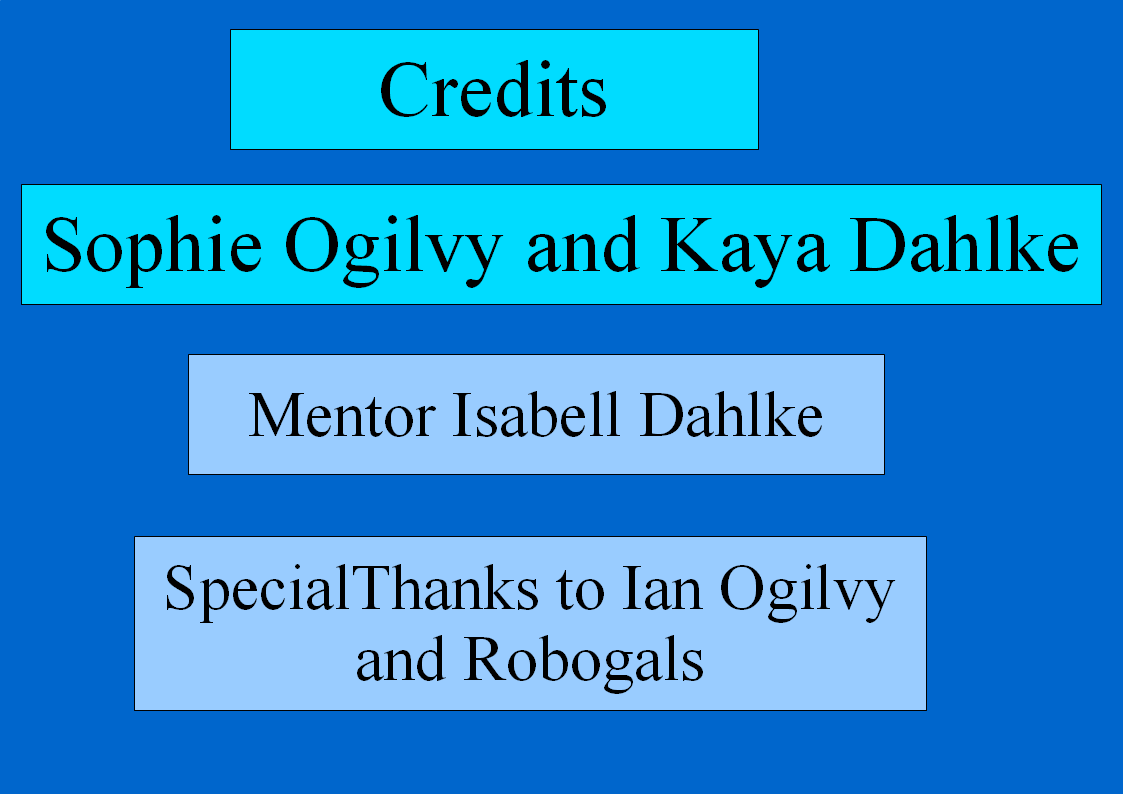 Credits
Sophie Ogilvy and Kaya Dahlke
Mentor Isabell Dahlke
SpecialThanks to Ian Ogilvy
and Robogals